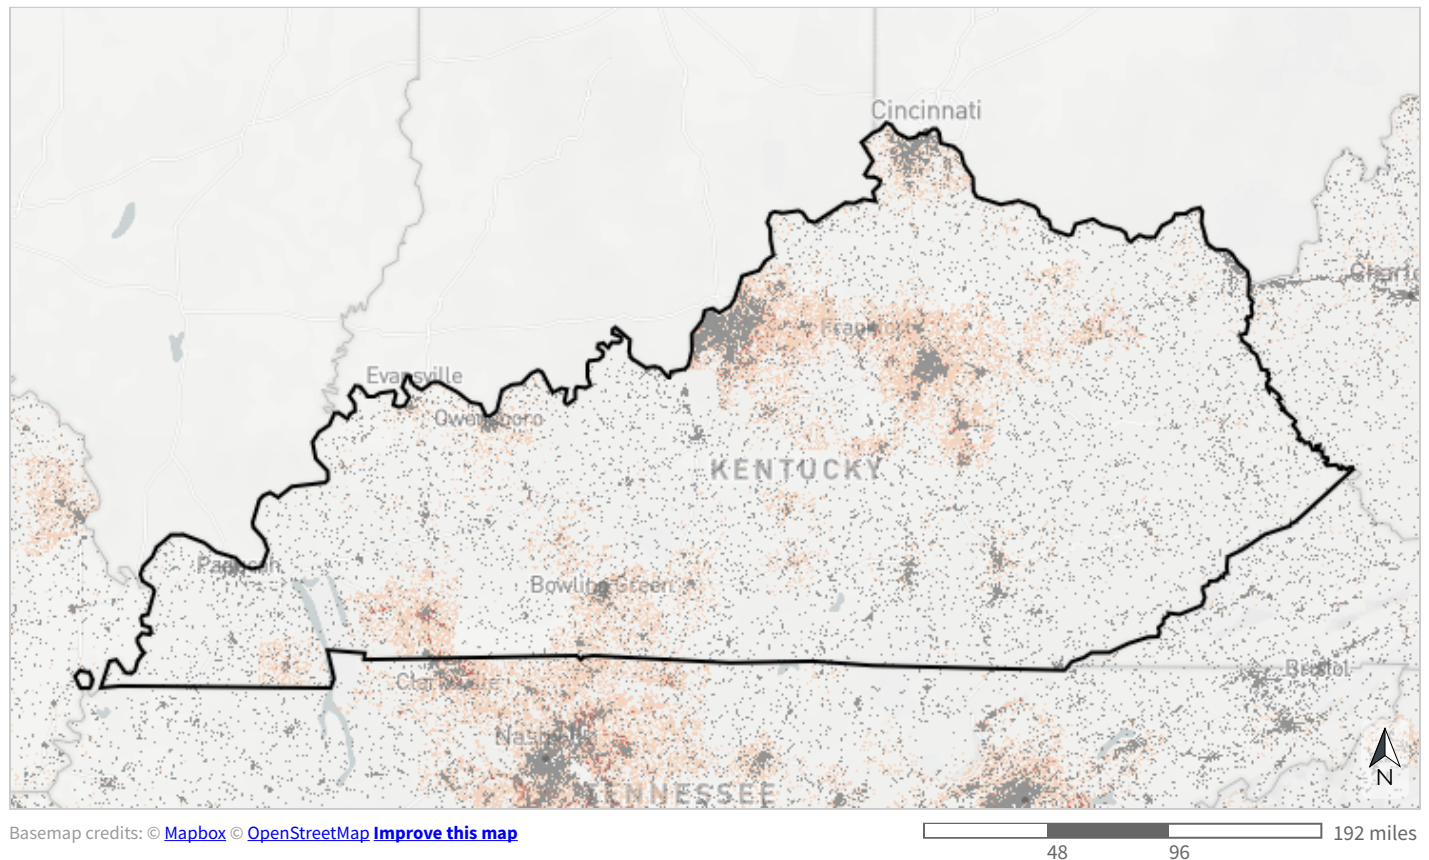 Cincinnati
Charle
Frankfort
Evansville
Owensboro
KENTUCKY
Paducah
Bowling Green
Bristol
Clarksville
Nashville
TENNESSEE
N
Basemap credits: © Mapbox © OpenStreetMap Improve this map
192 miles
48 96